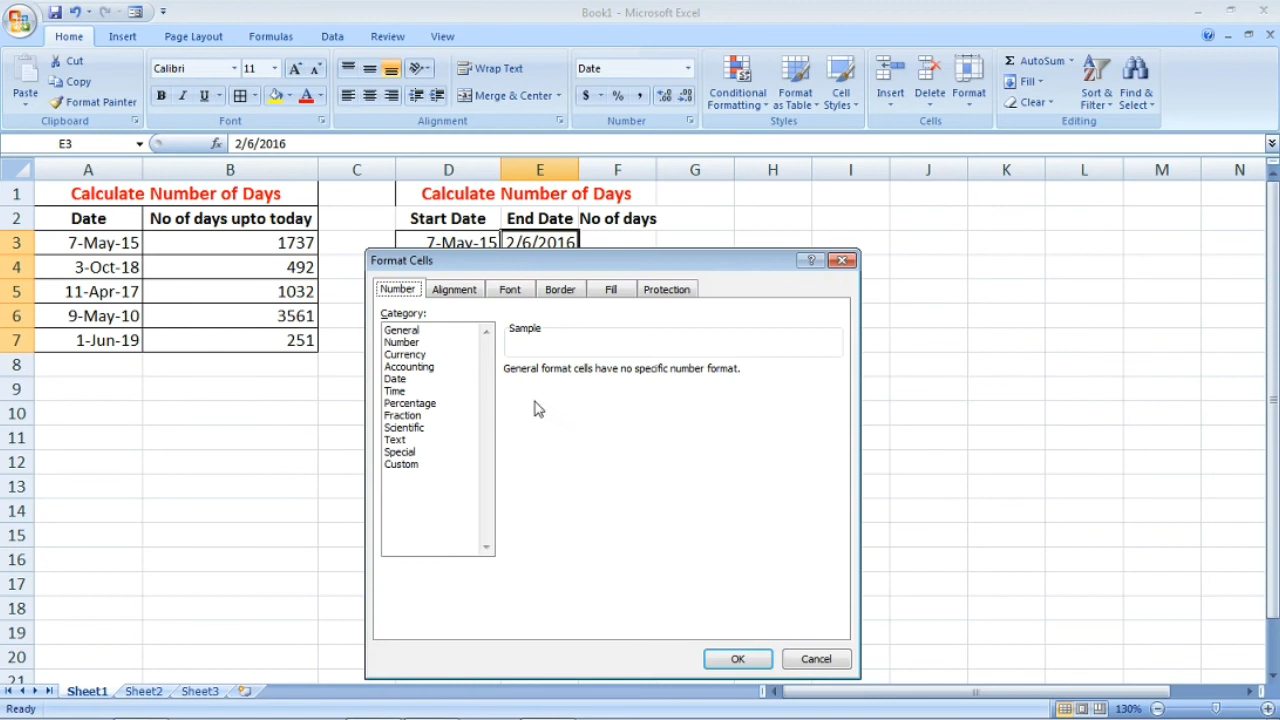 Book1 - Microsoft Excel
Home Insert Page Layout Formulas Data Review View
Paste Cut Copy Format Painter Clipboard
Calibri 11 A A B I U A Font
Wrap Text Merge & Center Alignment
Date $ % , .0 .00 .00 .0 Number
Conditional Formatting Format as Table Cell Styles Styles
Insert Delete Format Cells
Σ AutoSum Fill Clear Sort & Filter Find & Select Editing
E3 fx 2/6/2016
A B C D E F G H I J K L M N
1 Calculate Number of Days Calculate Number of Days
2 Date No of days upto today Start Date End Date No of days
3 7-May-15 1737 7-May-15 2/6/2016
4 3-Oct-18 492
5 11-Apr-17 1032
6 9-May-10 3561
7 1-Jun-19 251
8
9
10
11
12
13
14
15
16
17
18
19
20
21
Format Cells ?
Number Alignment Font Border Fill Protection
Category:
General
Number
Currency
Accounting
Date
Time
Percentage
Fraction
Scientific
Text
Special
Custom
Sample
General format cells have no specific number format.
OK Cancel
Sheet1 Sheet2 Sheet3
Ready 130%